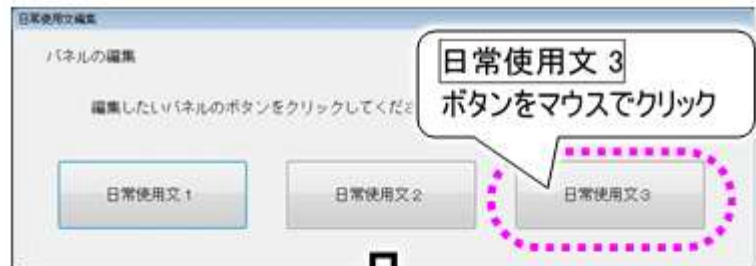 日常使用文編集
パネルの編集
日常使用文 3
ボタンをマウスでクリック
編集したいパネルのボタンをクリックしてくださ
日常使用文 1
日常使用文 2
日常使用文 3